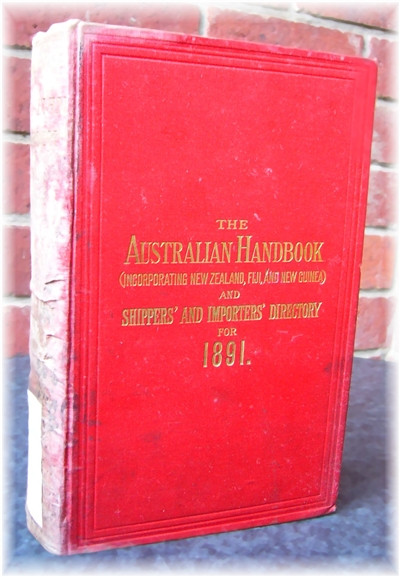 THE
AUSTRALIAN HANDBOOK
(INCORPORATING NEW ZEALAND, FIJI, AND NEW GUINEA)
AND
SHIPPERS' AND IMPORTERS' DIRECTORY
FOR
1891.